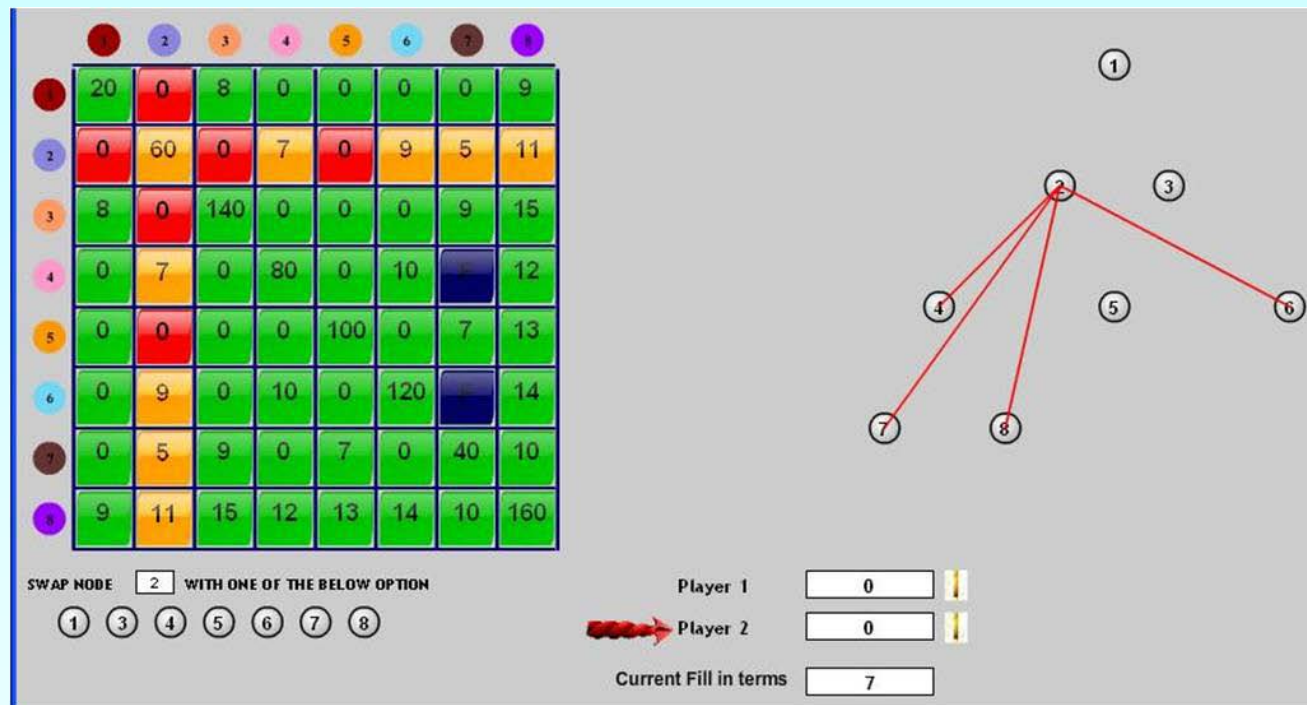 1 2 3 4 5 6 7 8
1 20 0 8 0 0 0 0 9
2 0 60 0 7 0 9 5 11
3 8 0 140 0 0 0 9 15
4 0 7 0 80 0 10 F 12
5 0 0 0 0 100 0 7 13
6 0 9 0 10 0 120 F 14
7 0 5 9 0 7 0 40 10
8 9 11 15 12 13 14 10 160
1
2 3
4 5 6
7 8
SWAP NODE 2 WITH ONE OF THE BELOW OPTION
1 3 4 5 6 7 8
Player 1 0
Player 2 0
Current Fill in terms 7